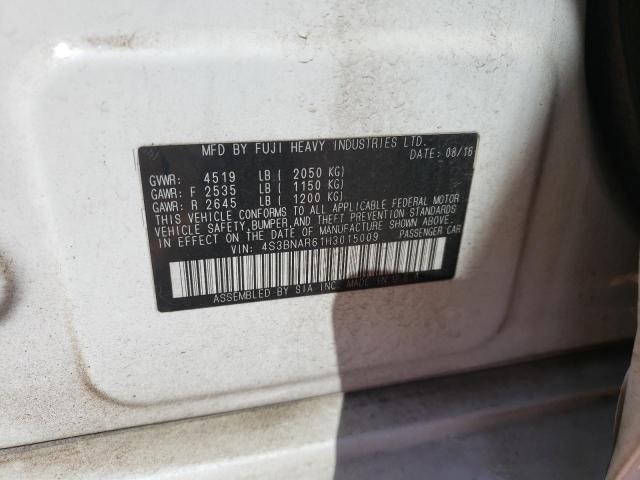 MFD BY FUJI HEAVY INDUSTRIES LTD.
DATE: 08/16
GVWR: 4519 LB ( 2050 KG)
GAWR: F 2535 LB ( 1150 KG)
GAWR: R 2645 LB ( 1200 KG)
THIS VEHICLE CONFORMS TO ALL APPLICABLE FEDERAL MOTOR
VEHICLE SAFETY,BUMPER,AND THEFT PREVENTION STANDARDS
IN EFFECT ON THE DATE OF MANUFACTURE SHOWN ABOVE.
VIN: 4S3BNAR61H3015009 PASSENGER CAR
ASSEMBLED BY SIA INC. MADE IN U.S.A.